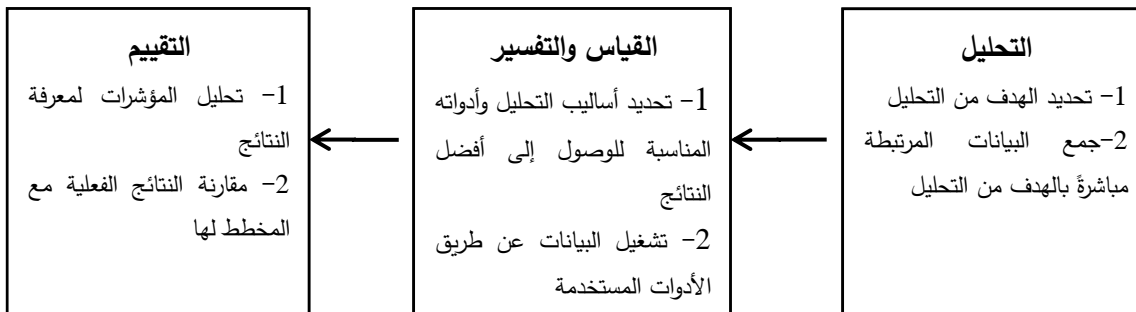 التحليل
1- تحديد الهدف من التحليل
2-جمع البيانات المرتبطة
مباشرةً بالهدف من التحليل
القياس والتفسير
1- تحديد أساليب التحليل وأدواته
المناسبة للوصول إلى أفضل
النتائج
2- تشغيل البيانات عن طريق
الأدوات المستخدمة
التقييم
1- تحليل المؤشرات لمعرفة
النتائج
2- مقارنة النتائج الفعلية مع
المخطط لها